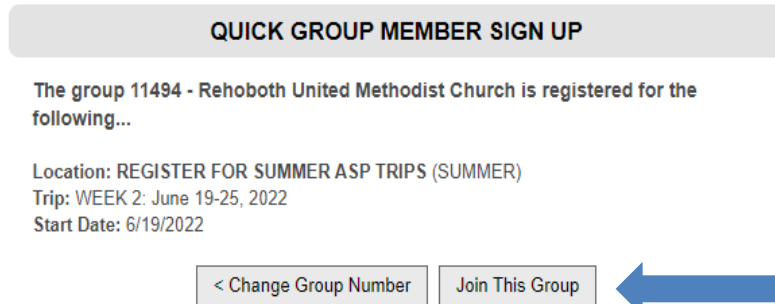 QUICK GROUP MEMBER SIGN UP
The group 11494 - Rehoboth United Methodist Church is registered for the
following...
Location: REGISTER FOR SUMMER ASP TRIPS (SUMMER)
Trip: WEEK 2: June 19-25, 2022
Start Date: 6/19/2022
< Change Group Number Join This Group